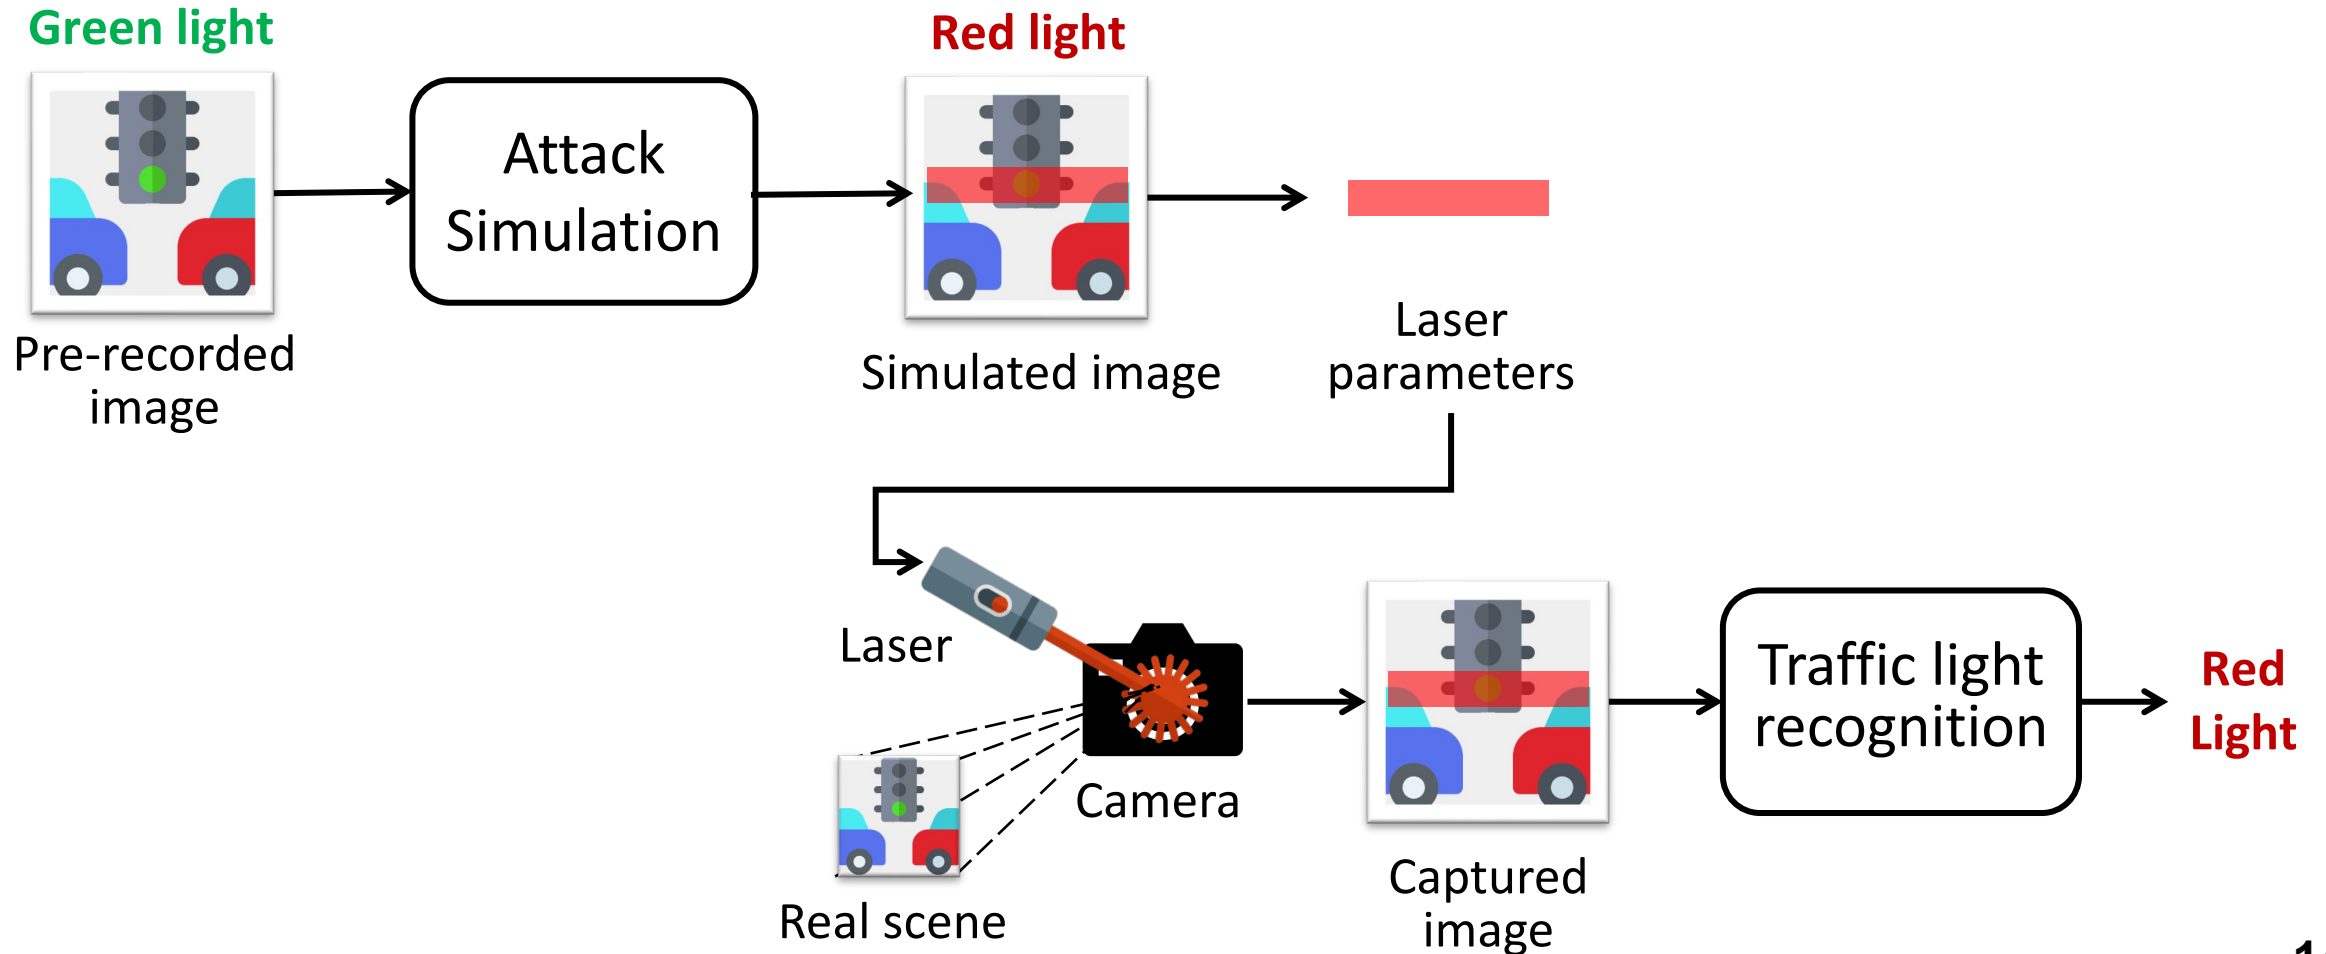 Green light
Red light
Attack
Simulation
Pre-recorded
image
Simulated image
Laser
parameters
Laser
Camera
Real scene
Captured
image
Traffic light
recognition
Red
Light